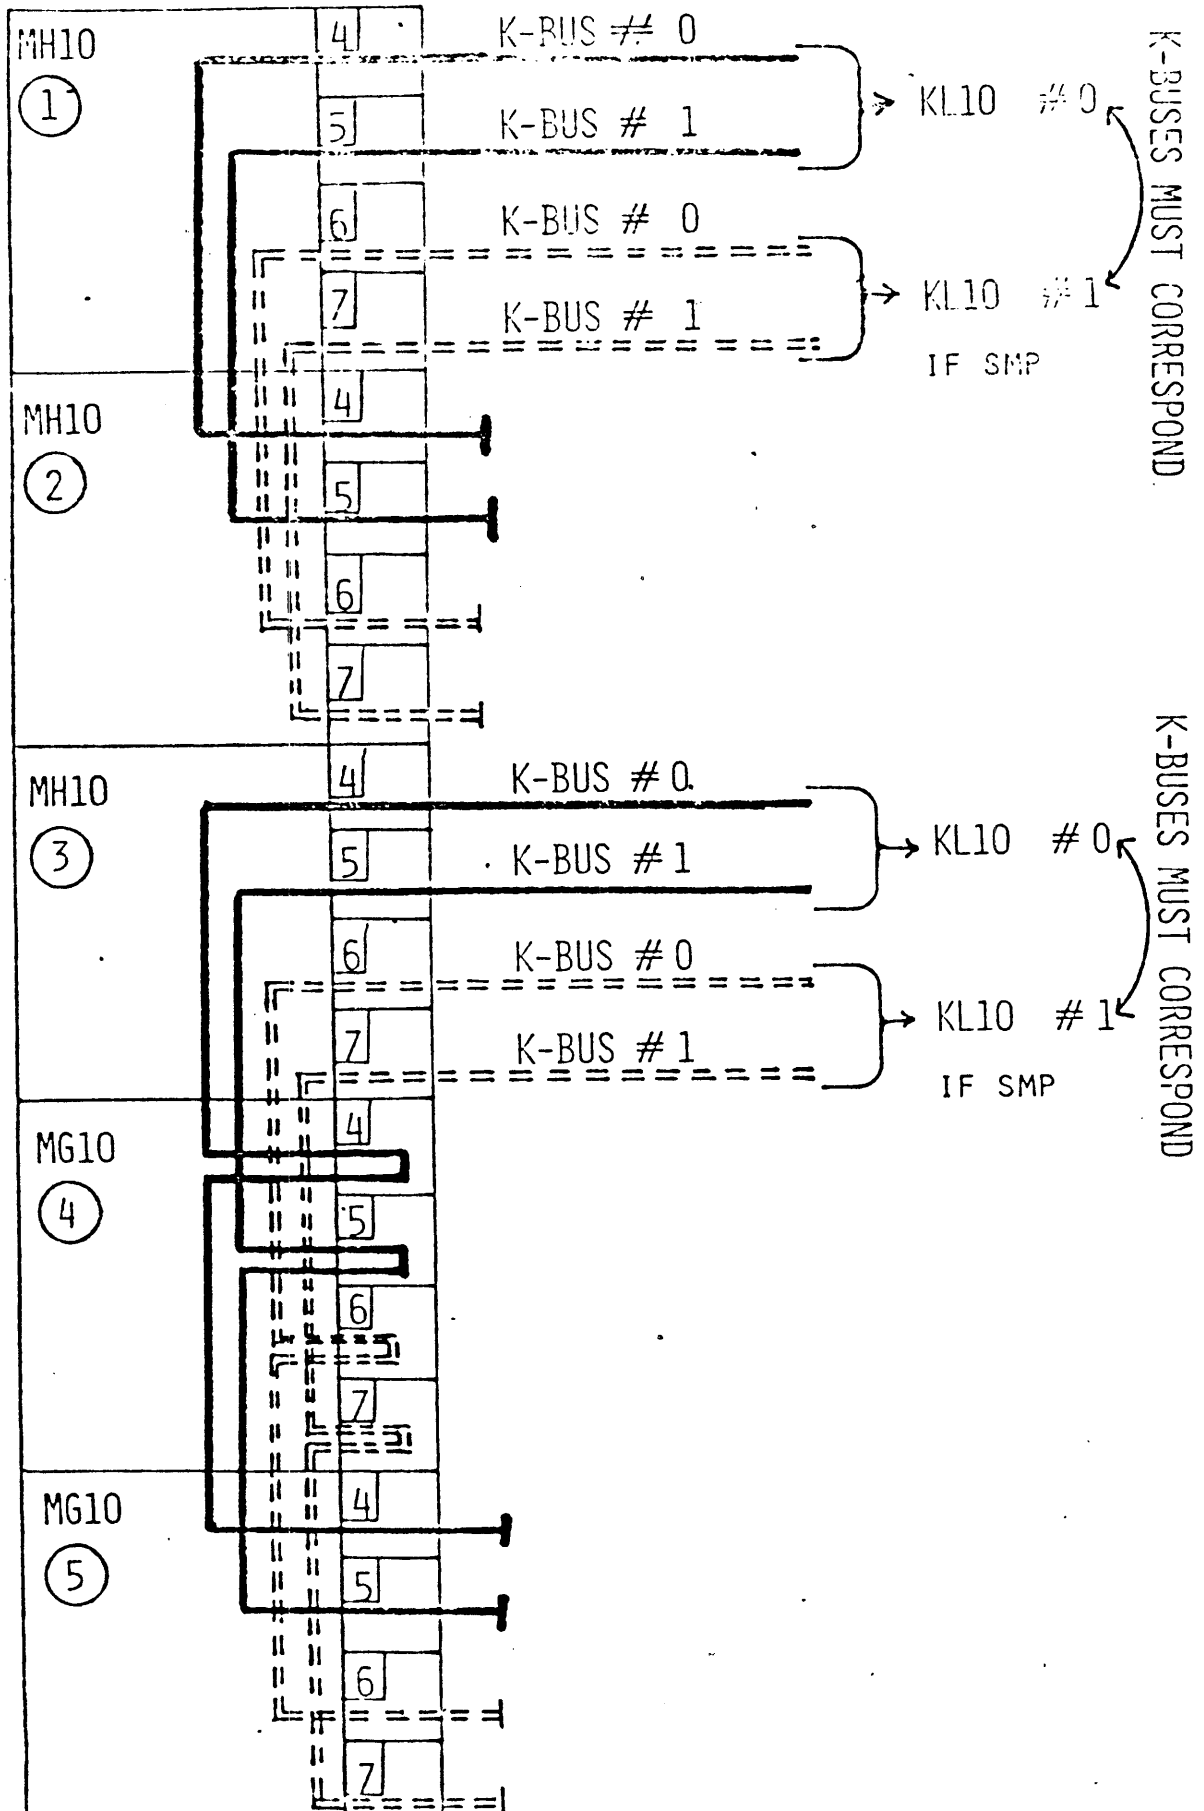 MH10
1
4
K-BUS # 0
5
K-BUS # 1
KL10 # 0
6
K-BUS # 0
7
K-BUS # 1
KL10 # 1
IF SMP
K-BUSES MUST CORRESPOND
MH10
2
4
5
6
7
MH10
3
4
K-BUS # 0.
5
K-BUS # 1
KL10 # 0
6
K-BUS # 0
7
K-BUS # 1
KL10 # 1
IF SMP
K-BUSES MUST CORRESPOND
MG10
4
4
5
6
7
MG10
5
4
5
6
7